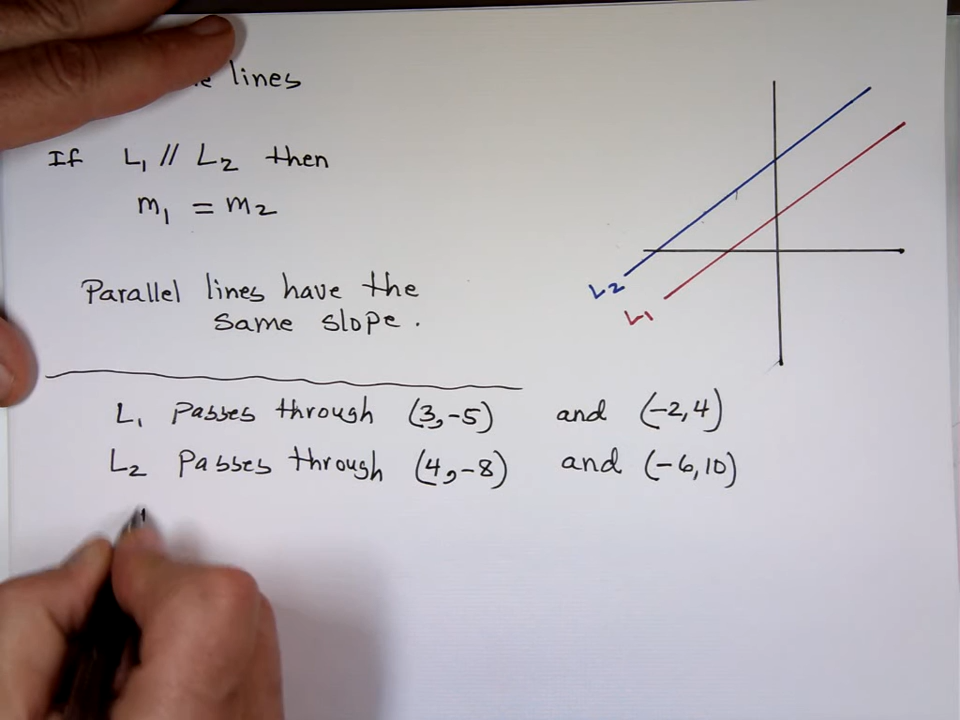 lines
If L₁ // L₂ then
m₁ = m₂
Parallel lines have the
same slope.
L2
L1
L₁ passes through (3,-5) and (-2,4)
L₂ passes through (4,-8) and (-6,10)